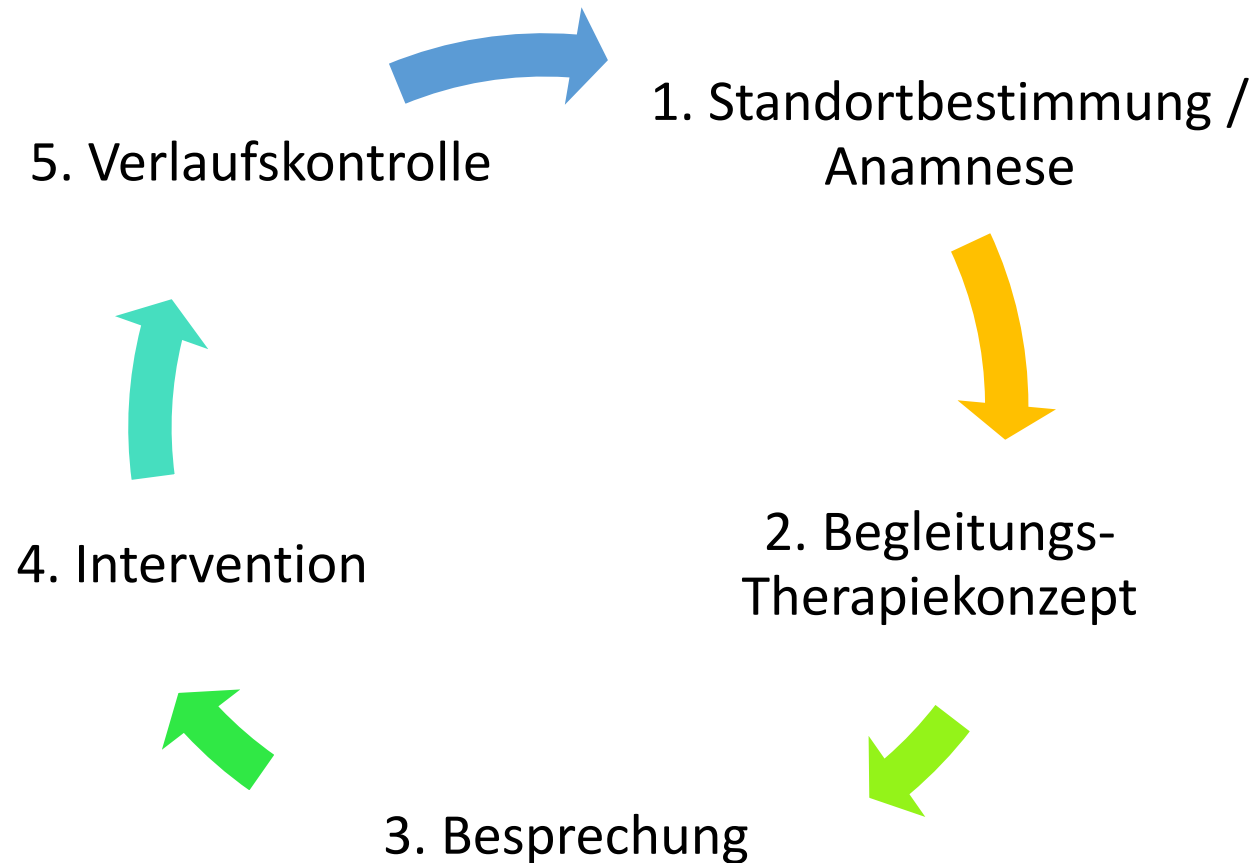 1. Standortbestimmung /
Anamnese
2. Begleitungs-
Therapiekonzept
3. Besprechung
4. Intervention
5. Verlaufskontrolle